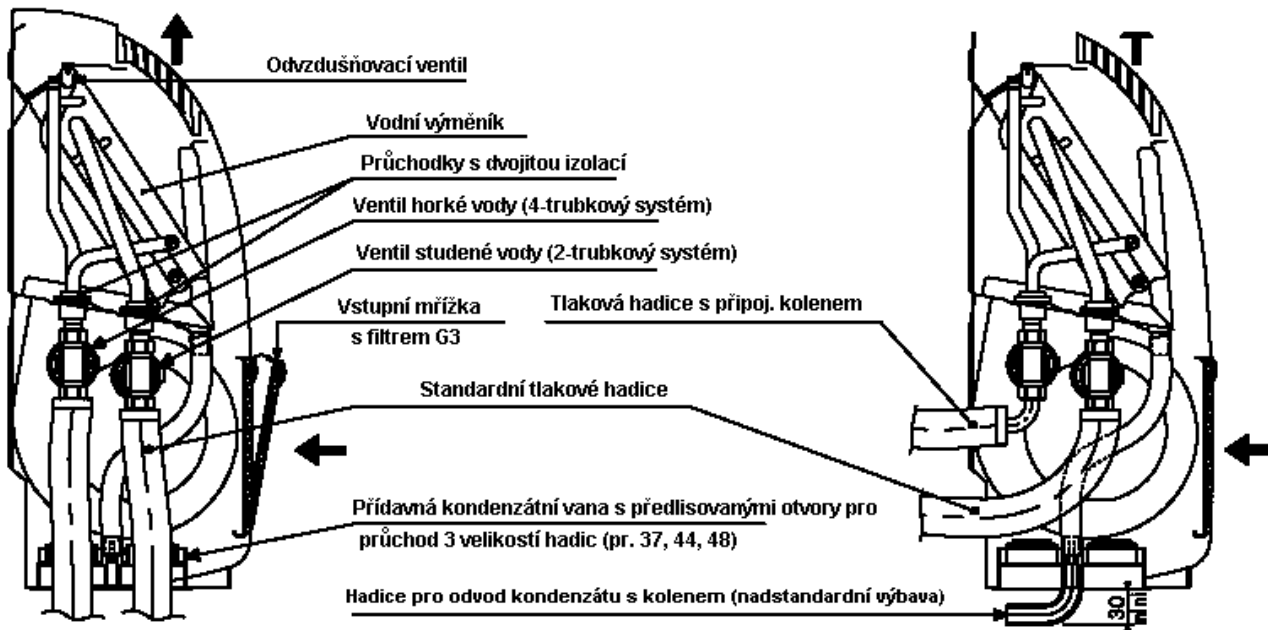 Odvzdušňovací ventil
Vodní výměník
Průchodky s dvojitou izolací
Ventil horké vody (4-trubkový systém)
Ventil studené vody (2-trubkový systém)
Vstupní mřížka
s filtrem G3
Tlaková hadice s připoj. kolenem
Standardní tlakové hadice
Přídavná kondenzátní vana s předlisovanými otvory pro
průchod 3 velikostí hadic (pr. 37, 44, 48)
Hadice pro odvod kondenzátu s kolenem (nadstandardní výbava)
30